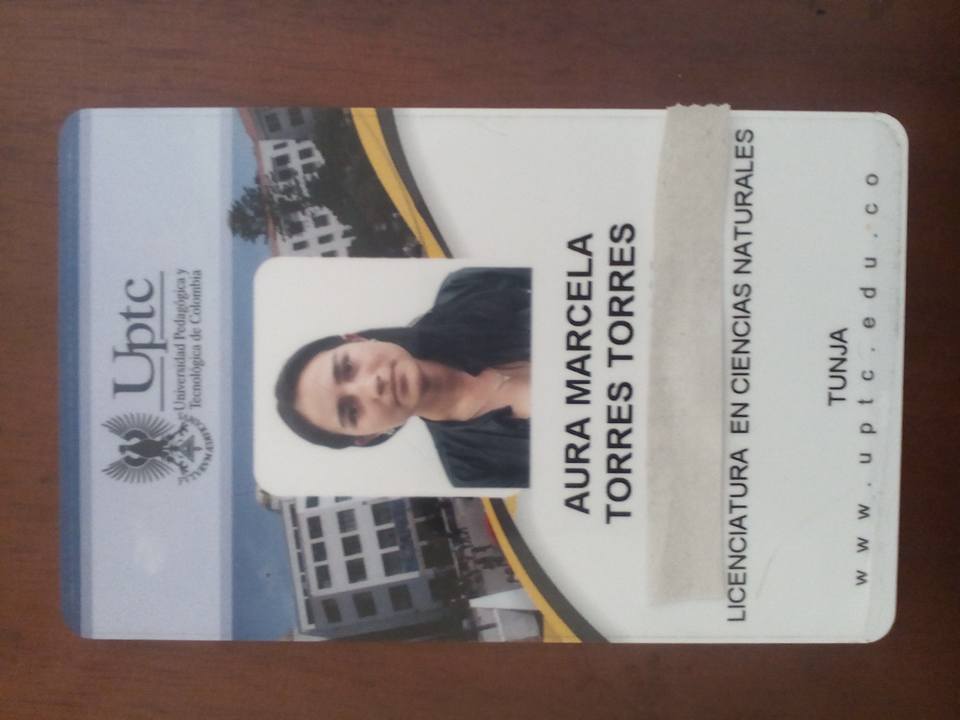 Uptc
Universidad Pedagógica y
Tecnológica de Colombia
AURA MARCELA
TORRES TORRES
LICENCIATURA EN CIENCIAS NATURALES
TUNJA
www.uptc.edu.co